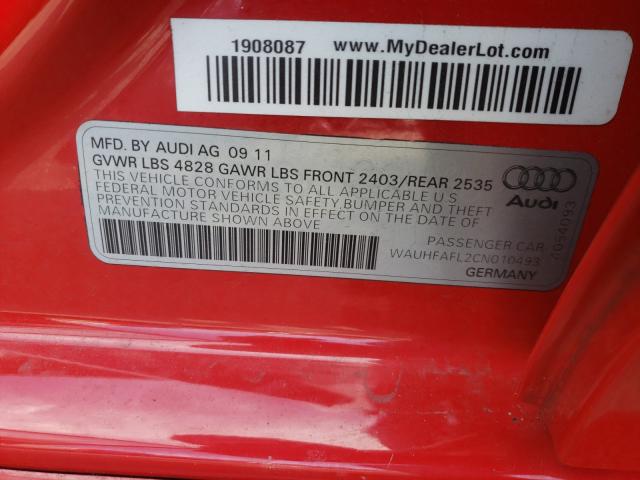 1908087 www.MyDealerLot.com
MFD. BY AUDI AG 09 11
GVWR LBS 4828 GAWR LBS FRONT 2403/REAR 2535
THIS VEHICLE CONFORMS TO ALL APPLICABLE U.S
FEDERAL MOTOR VEHICLE SAFETY,BUMPER AND THEFT
PREVENTION STANDARDS IN EFFECT ON THE DATE OF
MANUFACTURE SHOWN ABOVE
Audi
PASSENGER CAR
WAUHFAFL2CN010493
GERMANY
4054093